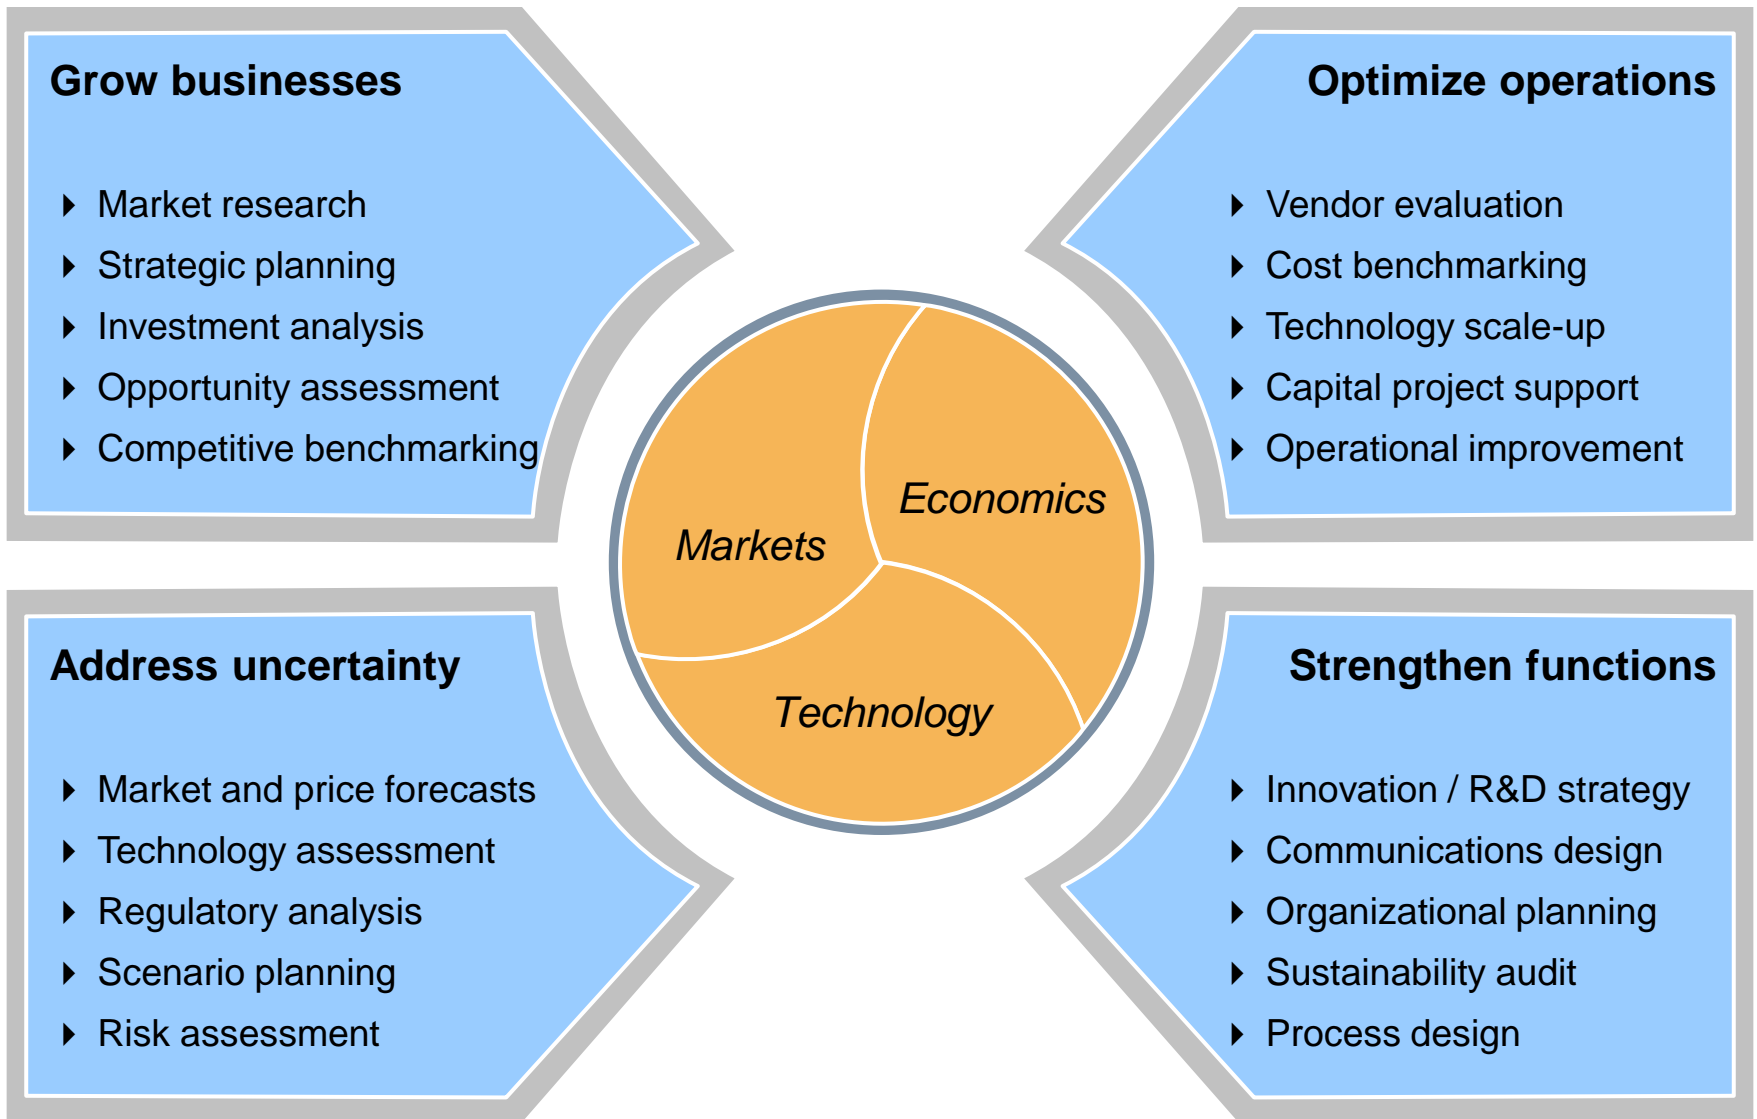 Grow businesses
Market research
Strategic planning
Investment analysis
Opportunity assessment
Competitive benchmarking
Optimize operations
Vendor evaluation
Cost benchmarking
Technology scale-up
Capital project support
Operational improvement
Markets
Economics
Technology
Address uncertainty
Market and price forecasts
Technology assessment
Regulatory analysis
Scenario planning
Risk assessment
Strengthen functions
Innovation / R&D strategy
Communications design
Organizational planning
Sustainability audit
Process design